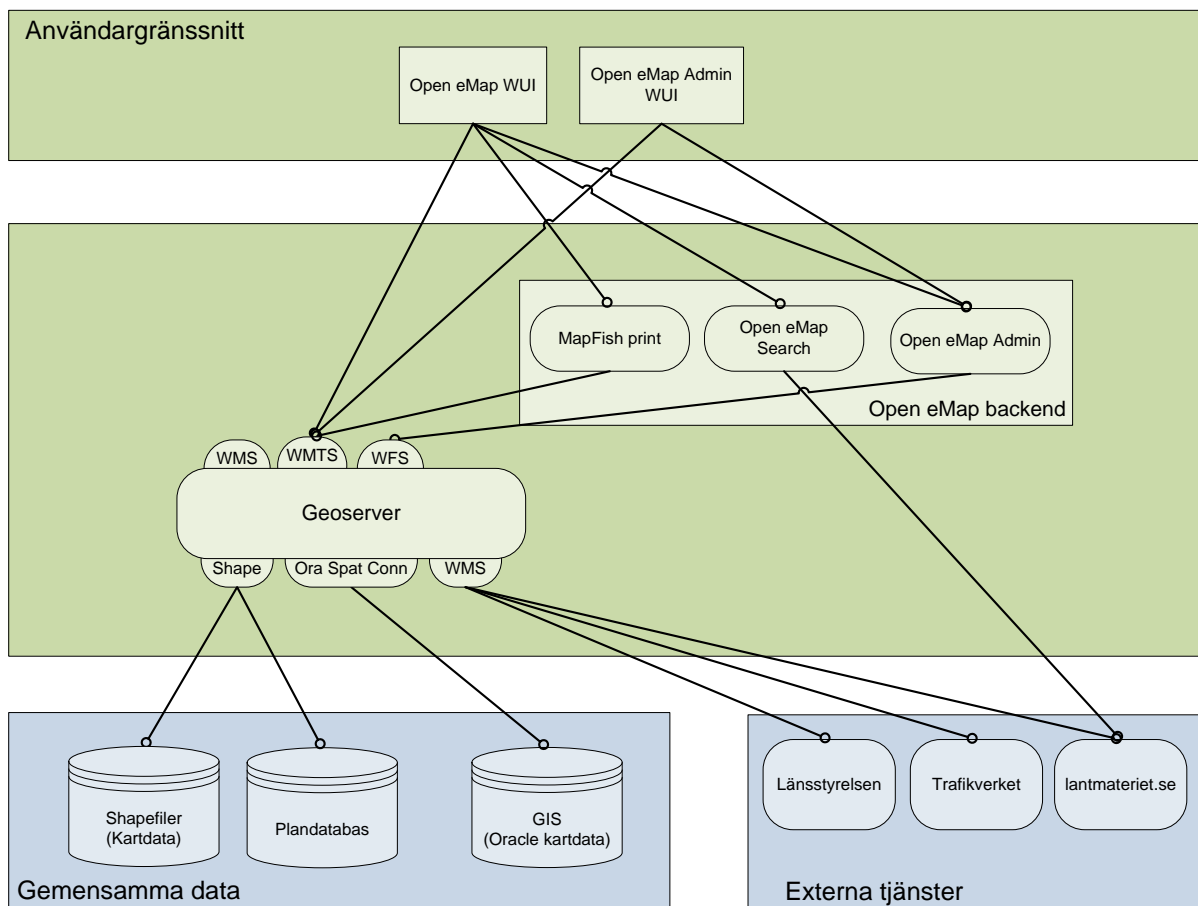 Användargränssnitt
Open eMap WUI
Open eMap Admin
WUI
MapFish print
Open eMap
Search
Open eMap Admin
Open eMap backend
WMS
WMTS
WFS
Geoserver
Shape
Ora Spat Conn
WMS
Shapefiler
(Kartdata)
Plandatabas
GIS
(Oracle kartdata)
Gemensamma data
Länsstyrelsen
Trafikverket
lantmateriet.se
Externa tjänster